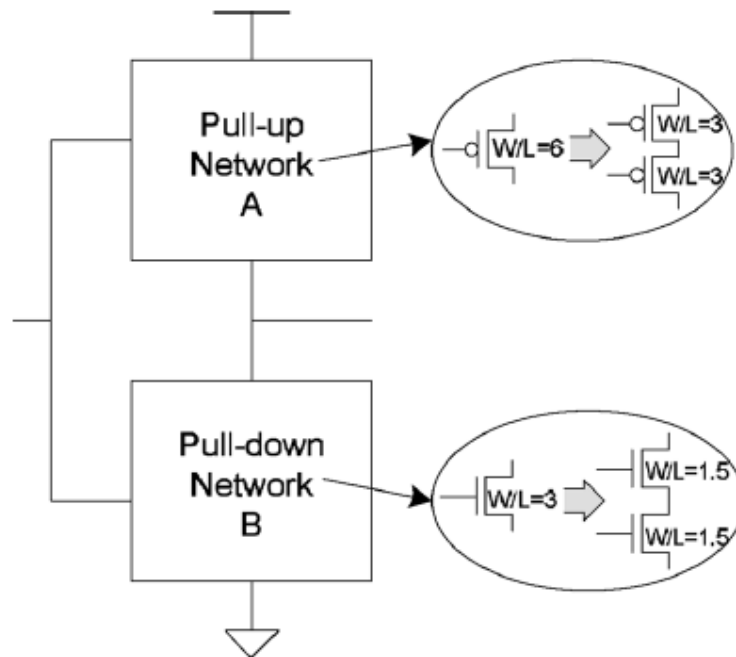 Pull-up
Network
A
W/L=6
W/L=3
W/L=3
Pull-down
Network
B
W/L=3
W/L=1.5
W/L=1.5